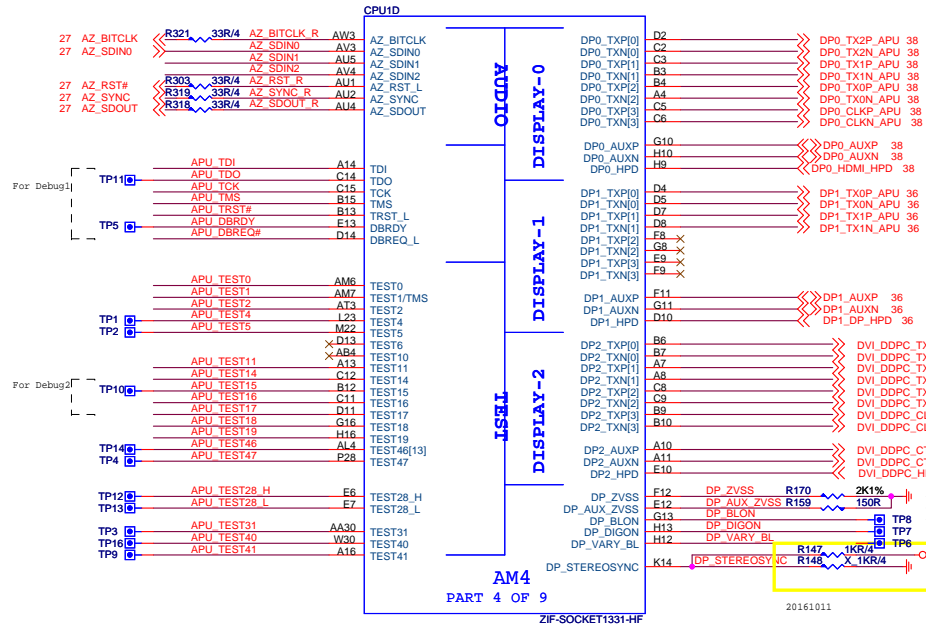 CPU1D
27 AZ_BITCLK R321 33R/4 AZ_BITCLK_R AW3 AZ_BITCLK
27 AZ_SDIN0 AZ_SDIN0 AV3 AZ_SDIN0
AZ_SDIN1 AU5 AZ_SDIN1
AZ_SDIN2 AV4 AZ_SDIN2
27 AZ_RST# R303 33R/4 AZ_RST_R AU1 AZ_RST_L
27 AZ_SYNC R319 33R/4 AZ_SYNC_R AU2 AZ_SYNC
27 AZ_SDOUT R318 33R/4 AZ_SDOUT_R AU4 AZ_SDOUT
For Debug1
APU_TDI A14 TDI
TP11 APU_TDO C14 TDO
APU_TCK C15 TCK
APU_TMS B15 TMS
APU_TRST# B13 TRST_L
TP5 APU_DBRDY E13 DBRDY
APU_DBREQ# D14 DBREQ_L
APU_TEST0 AM6 TEST0
APU_TEST1 AM7 TEST1/TMS
APU_TEST2 AT3 TEST2
TP1 APU_TEST4 L23 TEST4
TP2 APU_TEST5 M22 TEST5
D13 TEST6
AB4 TEST10
APU_TEST11 A13 TEST11
For Debug2
APU_TEST14 C12 TEST14
TP10 APU_TEST15 B12 TEST15
APU_TEST16 C11 TEST16
APU_TEST17 D11 TEST17
APU_TEST18 G16 TEST18
APU_TEST19 H16 TEST19
TP14 APU_TEST46 AL4 TEST46[13]
TP4 APU_TEST47 P28 TEST47
TP12 APU_TEST28_H E6 TEST28_H
TP13 APU_TEST28_L E7 TEST28_L
TP3 APU_TEST31 AA30 TEST31
TP16 APU_TEST40 W30 TEST40
TP9 APU_TEST41 A16 TEST41
AUDIO
TEST
DISPLAY-0
DISPLAY-1
DISPLAY-2
DP0_TXP[0] D2 DP0_TX2P_APU 38
DP0_TXN[0] C2 DP0_TX2N_APU 38
DP0_TXP[1] C3 DP0_TX1P_APU 38
DP0_TXN[1] B3 DP0_TX1N_APU 38
DP0_TXP[2] B4 DP0_TX0P_APU 38
DP0_TXN[2] A4 DP0_TX0N_APU 38
DP0_TXP[3] C5 DP0_CLKP_APU 38
DP0_TXN[3] C6 DP0_CLKN_APU 38
DP0_AUXP G10 DP0_AUXP 38
DP0_AUXN H10 DP0_AUXN 38
DP0_HPD H9 DP0_HDMI_HPD 38
DP1_TXP[0] D4 DP1_TX0P_APU 36
DP1_TXN[0] D5 DP1_TX0N_APU 36
DP1_TXP[1] D7 DP1_TX1P_APU 36
DP1_TXN[1] D8 DP1_TX1N_APU 36
DP1_TXP[2] F8
DP1_TXN[2] G8
DP1_TXP[3] E9
DP1_TXN[3] F9
DP1_AUXP F11 DP1_AUXP 36
DP1_AUXN G11 DP1_AUXN 36
DP1_HPD D10 DP1_DP_HPD 36
DP2_TXP[0] B6 DVI_DDPC_TX
DP2_TXN[0] B7 DVI_DDPC_TX
DP2_TXP[1] A7 DVI_DDPC_TX
DP2_TXN[1] A8 DVI_DDPC_TX
DP2_TXP[2] C8 DVI_DDPC_TX
DP2_TXN[2] C9 DVI_DDPC_TX
DP2_TXP[3] B9 DVI_DDPC_CL
DP2_TXN[3] B10 DVI_DDPC_CL
DP2_AUXP A10 DVI_DDPC_CT
DP2_AUXN A11 DVI_DDPC_CT
DP2_HPD E10 DVI_DDPC_H
DP_ZVSS F12 DP_ZVSS R170 2K1%
DP_AUX_ZVSS E12 DP_AUX_ZVSS R159 150R
DP_BLON G13 DP_BLON TP8
DP_DIGON H13 DP_DIGON TP7
DP_VARY_BL H12 DP_VARY_BL TP6
R147 1KR/4
DP_STEREOSYNC K14 DP_STEREOSYNC R148 X_1KR/4
AM4
PART 4 OF 9
20161011
ZIF-SOCKET1331-HF